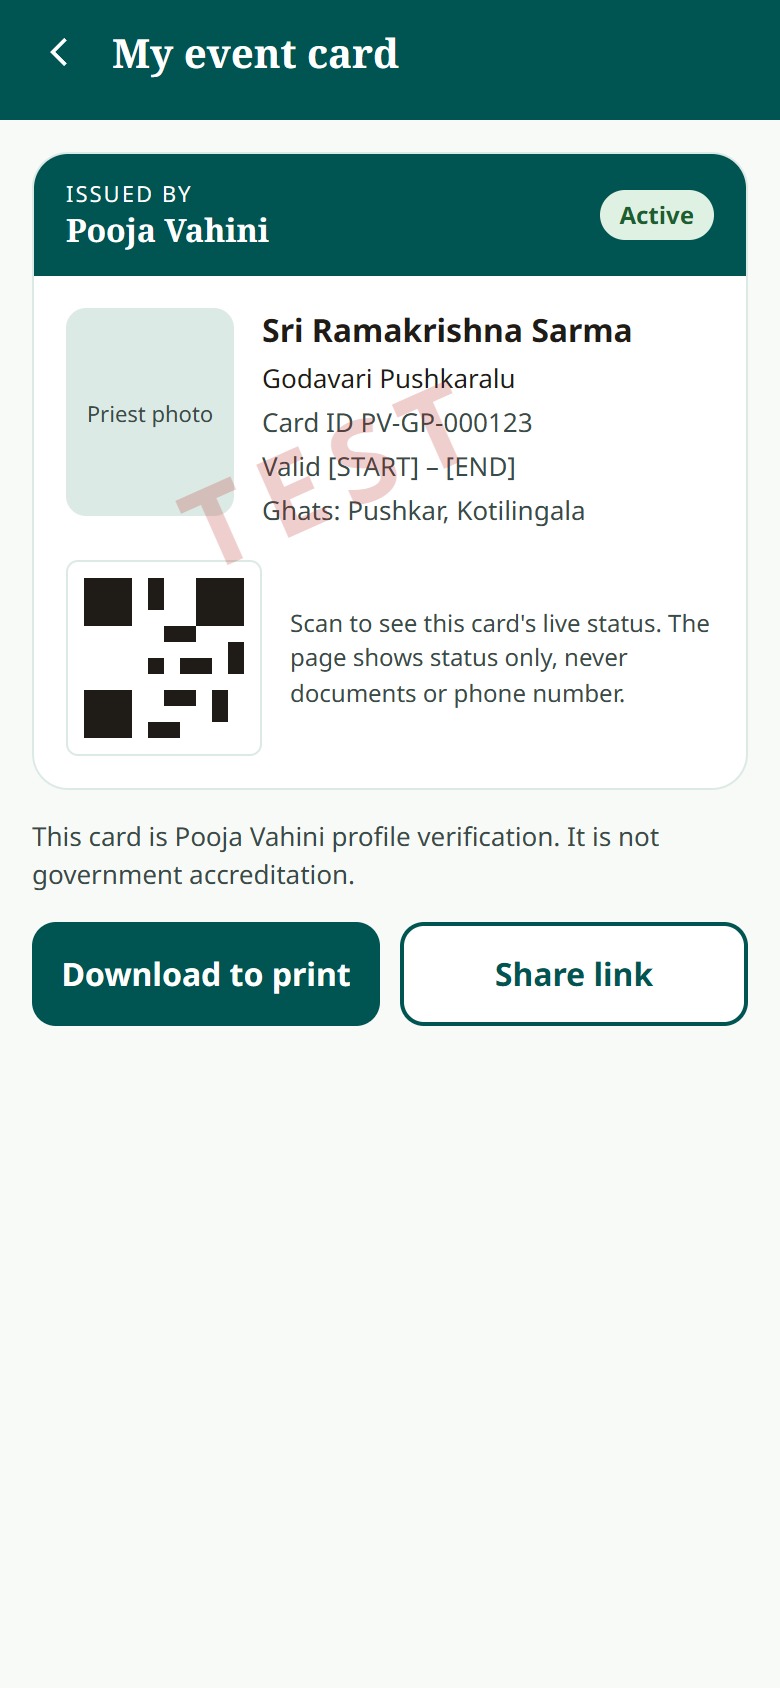 My event card
ISSUED BY
Pooja Vahini
Active
Priest photo
Sri Ramakrishna Sarma
Godavari Pushkaralu
Card ID PV-GP-000123
Valid [START] – [END]
Ghats: Pushkar, Kotilingala
TEST
Scan to see this card's live status. The
page shows status only, never
documents or phone number.
This card is Pooja Vahini profile verification. It is not
government accreditation.
Download to print
Share link